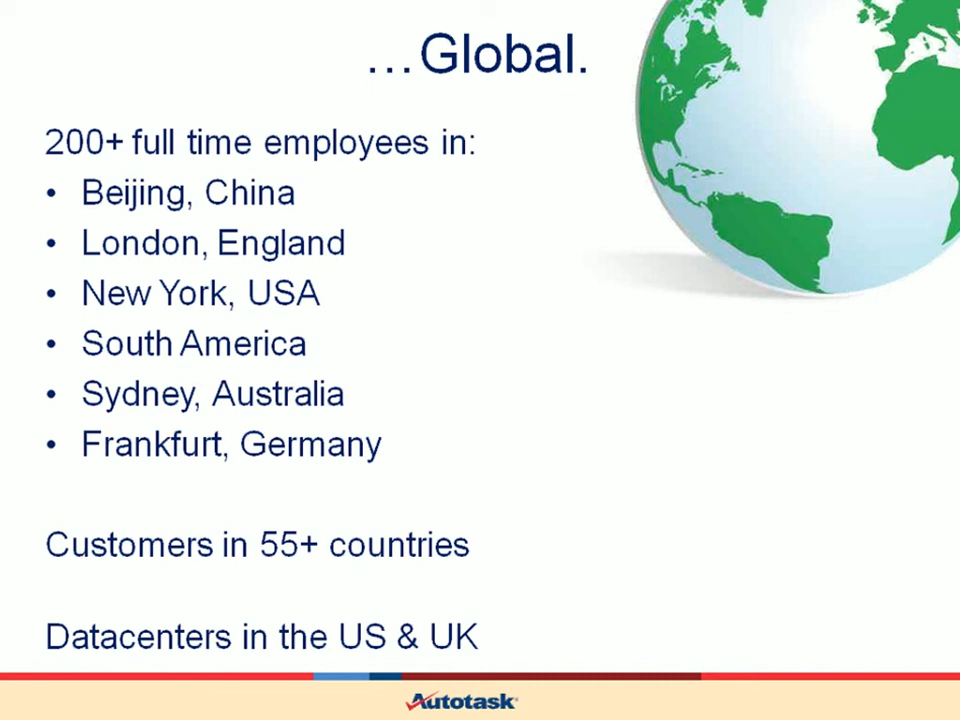 …Global.
200+ full time employees in:
• Beijing, China
• London, England
• New York, USA
• South America
• Sydney, Australia
• Frankfurt, Germany
Customers in 55+ countries
Datacenters in the US & UK
Autotask